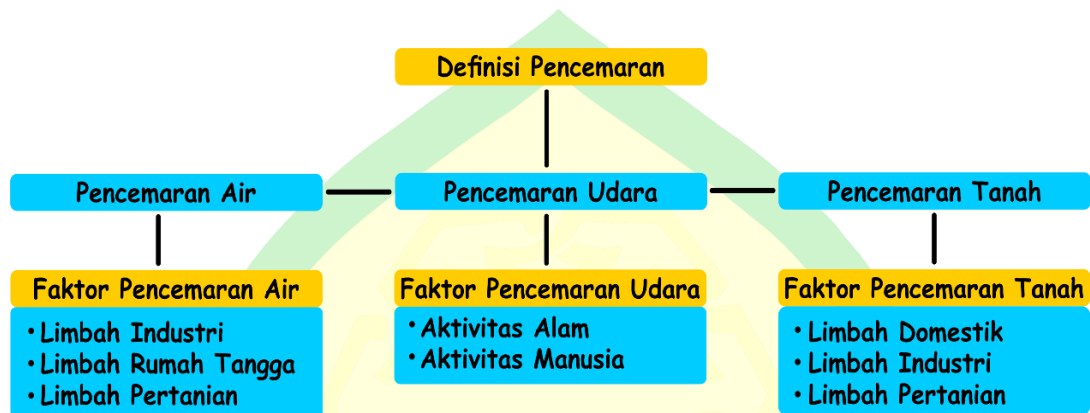 Definisi Pencemaran
Pencemaran Air
Pencemaran Udara
Pencemaran Tanah
Faktor Pencemaran Air
• Limbah Industri
• Limbah Rumah Tangga
• Limbah Pertanian
Faktor Pencemaran Udara
• Aktivitas Alam
• Aktivitas Manusia
Faktor Pencemaran Tanah
• Limbah Domestik
• Limbah Industri
• Limbah Pertanian